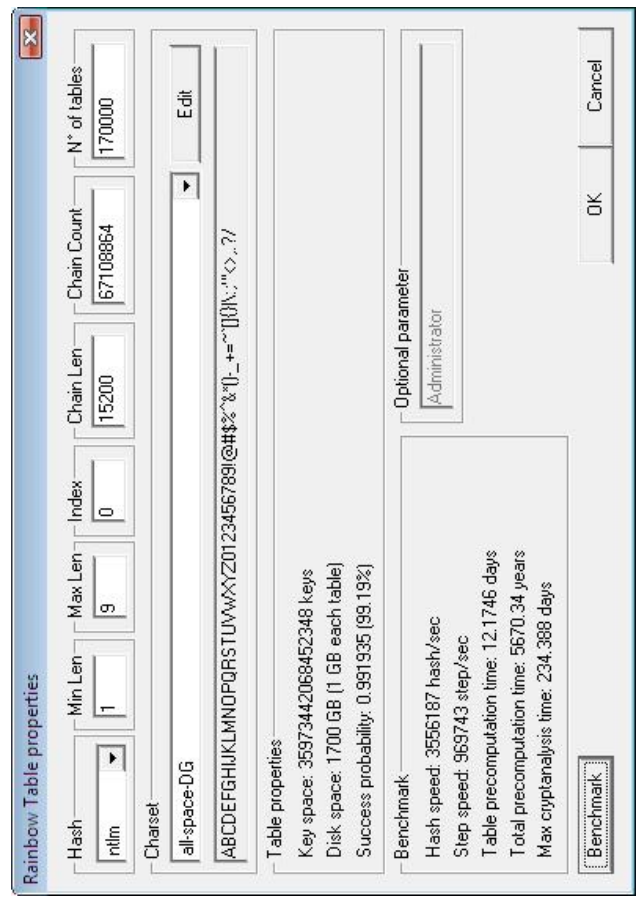 Rainbow Table properties
Hash
Min Len
Max Len
Index
Chain Len
Chain Count
N° of tables
ntlm
1
9
0
15200
67108864
170000
Charset
all-space-DG
Edit
ABCDEFGHIJKLMNOPQRSTUVWXYZ0123456789!@#$%^&*()-_+=~`[]{}|\:;"'<>,.?/
Table properties
Key space: 35973442068452348 keys
Disk space: 1700 GB (1 GB each table)
Success probability: 0.991935 (99.19%)
Benchmark
Hash speed: 3556187 hash/sec
Step speed: 969743 step/sec
Table precomputation time: 12.1746 days
Total precomputation time: 5670.34 years
Max cryptanalysis time: 234.388 days
Optional parameter
Administrator
Benchmark
OK
Cancel